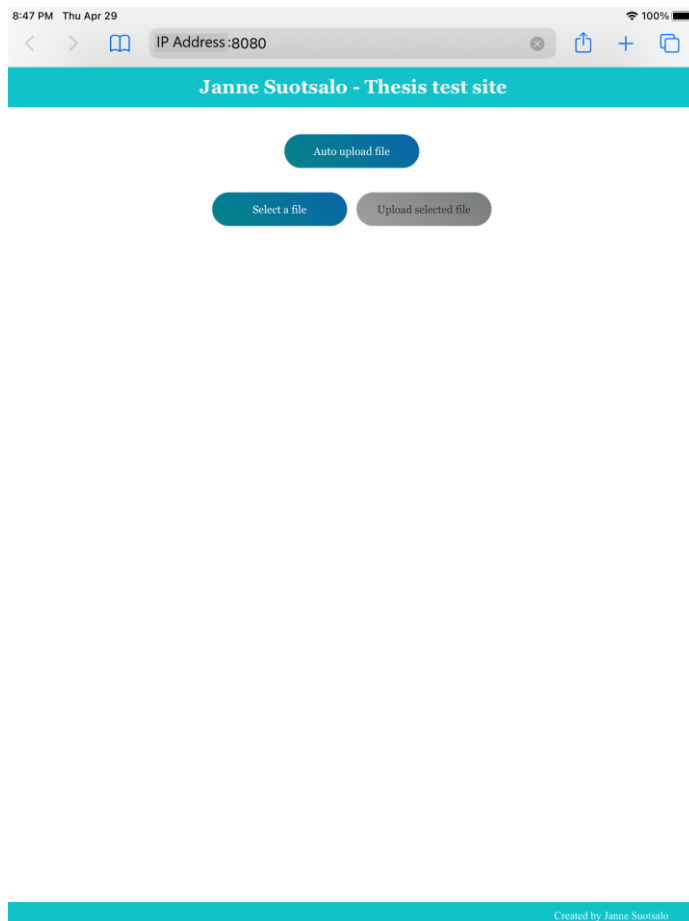 8:47 PM Thu Apr 29 100%
IP Address:8080
Janne Suotsalo - Thesis test site
Auto upload file
Select a file Upload selected file
Created by Janne Suotsalo